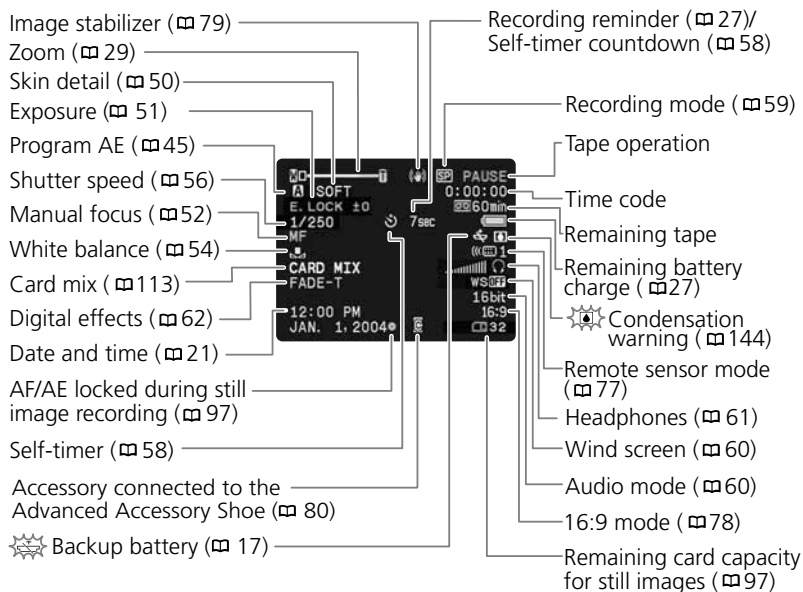 Image stabilizer ( 79)
Zoom ( 29)
Skin detail ( 50)
Exposure ( 51)
Program AE ( 45)
Shutter speed ( 56)
Manual focus ( 52)
White balance ( 54)
Card mix ( 113)
Digital effects ( 62)
Date and time ( 21)
AF/AE locked during still
image recording ( 97)
Self-timer ( 58)
Accessory connected to the
Advanced Accessory Shoe ( 80)
Backup battery ( 17)
W T SP PAUSE
A SOFT 0:00:00
E.LOCK ±0 60min
1/250 7SEC
MF
1
CARD MIX
FADE-T WS OFF
16bit
12:00 PM 16:9
JAN. 1, 2004 C 32
Recording reminder ( 27)/
Self-timer countdown ( 58)
Recording mode ( 59)
Tape operation
Time code
Remaining tape
Remaining battery
charge ( 27)
Condensation
warning ( 144)
Remote sensor mode
( 77)
Headphones ( 61)
Wind screen ( 60)
Audio mode ( 60)
16:9 mode ( 78)
Remaining card capacity
for still images ( 97)